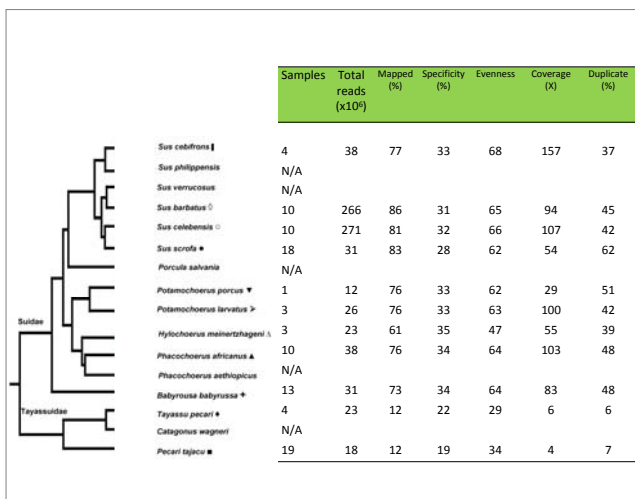 Samples Total reads (x10⁶) Mapped (%) Specificity (%) Evenness Coverage (X) Duplicate (%)
Sus cebifrons ❚ 4 38 77 33 68 157 37
Sus philippensis N/A
Sus verrucosus N/A
Sus barbatus ◊ 10 266 86 31 65 94 45
Sus celebensis ○ 10 271 81 32 66 107 42
Sus scrofa ● 18 31 83 28 62 54 62
Porcula salvania N/A
Potamochoerus porcus ▼ 1 12 76 33 62 29 51
Potamochoerus larvatus ➢ 3 26 76 33 63 100 42
Suidae
Hylochoerus meinertzhageni 3 23 61 35 47 55 39
Phacochoerus africanus ▲ 10 38 76 34 64 103 48
Phacochoerus aethiopicus N/A
Babyrousa babyrussa + 13 31 73 34 64 83 48
Tayassuidae
Tayassu pecari ♦ 4 23 12 22 29 6 6
Catagonus wagneri N/A
Pecari tajacu ■ 19 18 12 19 34 4 7